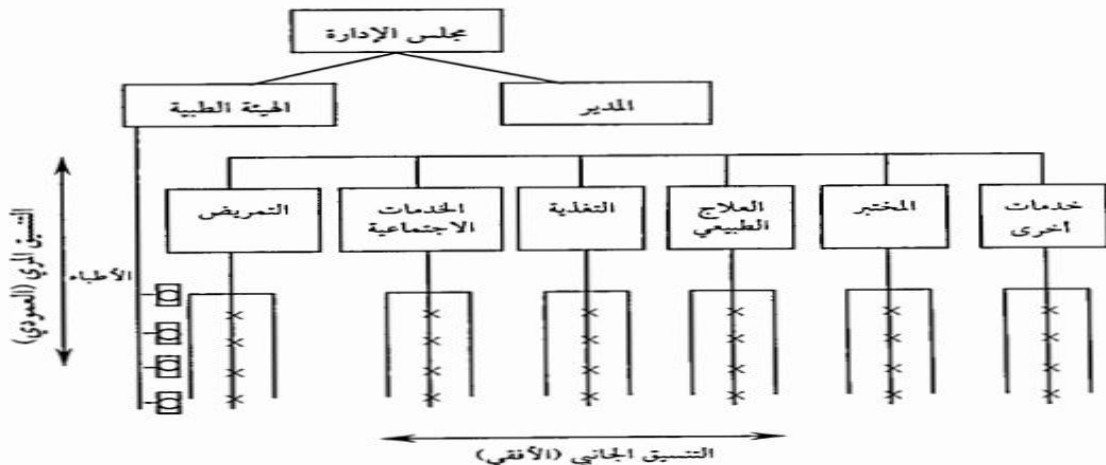 مجلس الإدارة
المدير
الهيئة الطبية
خدمات
أخرى
المختبر
العلاج
الطبيعي
التغذية
الخدمات
الاجتماعية
التمريض
الأطباء
التنسيق الهرمي (العمودي)
التنسيق الجانبي (الأفقي)